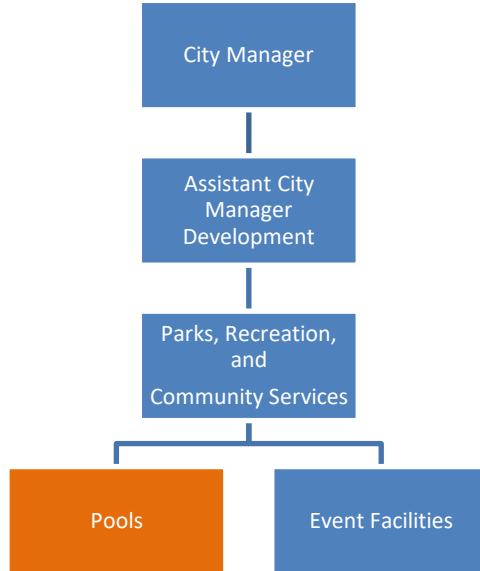 City Manager
Assistant City
Manager
Development
Parks, Recreation,
and
Community Services
Pools
Event Facilities